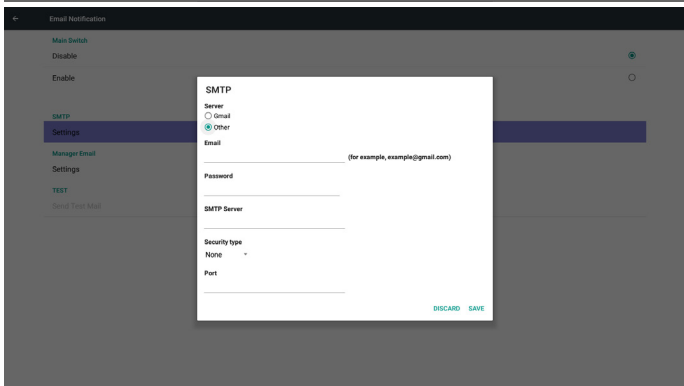 Email Notification
Main Switch
Disable
Enable
SMTP
Settings
Manager Email
Settings
TEST
Send Test Mail
SMTP
Server
Gmail
Other
Email
(for example, example@gmail.com)
Password
SMTP Server
Security type
None
Port
DISCARD SAVE